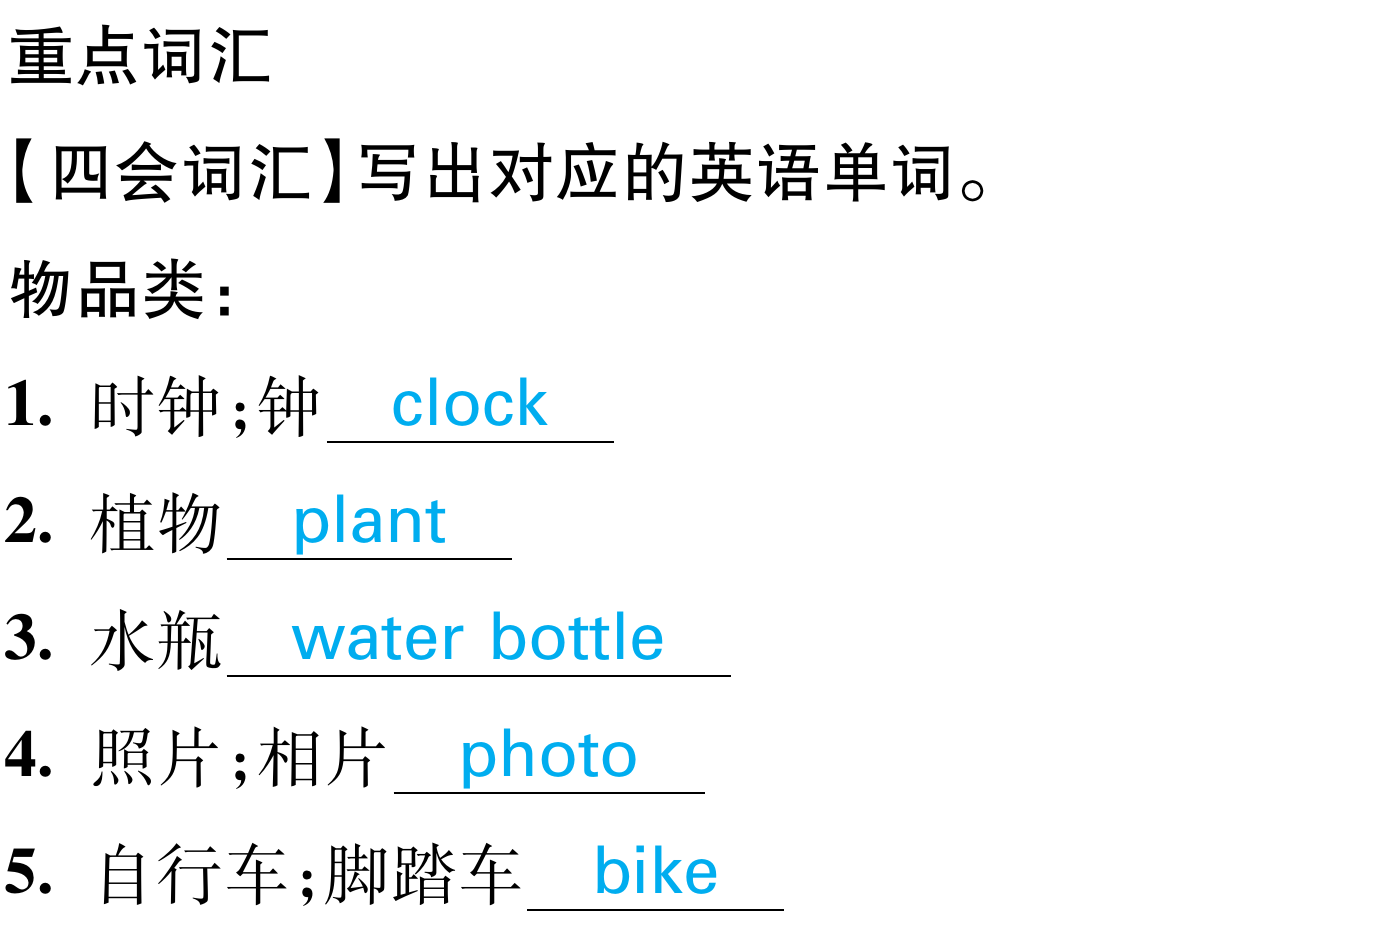 重点词汇
【四会词汇】写出对应的英语单词。
物品类:
1. 时钟;钟 clock
2. 植物 plant
3. 水瓶 water bottle
4. 照片;相片 photo
5. 自行车;脚踏车 bike